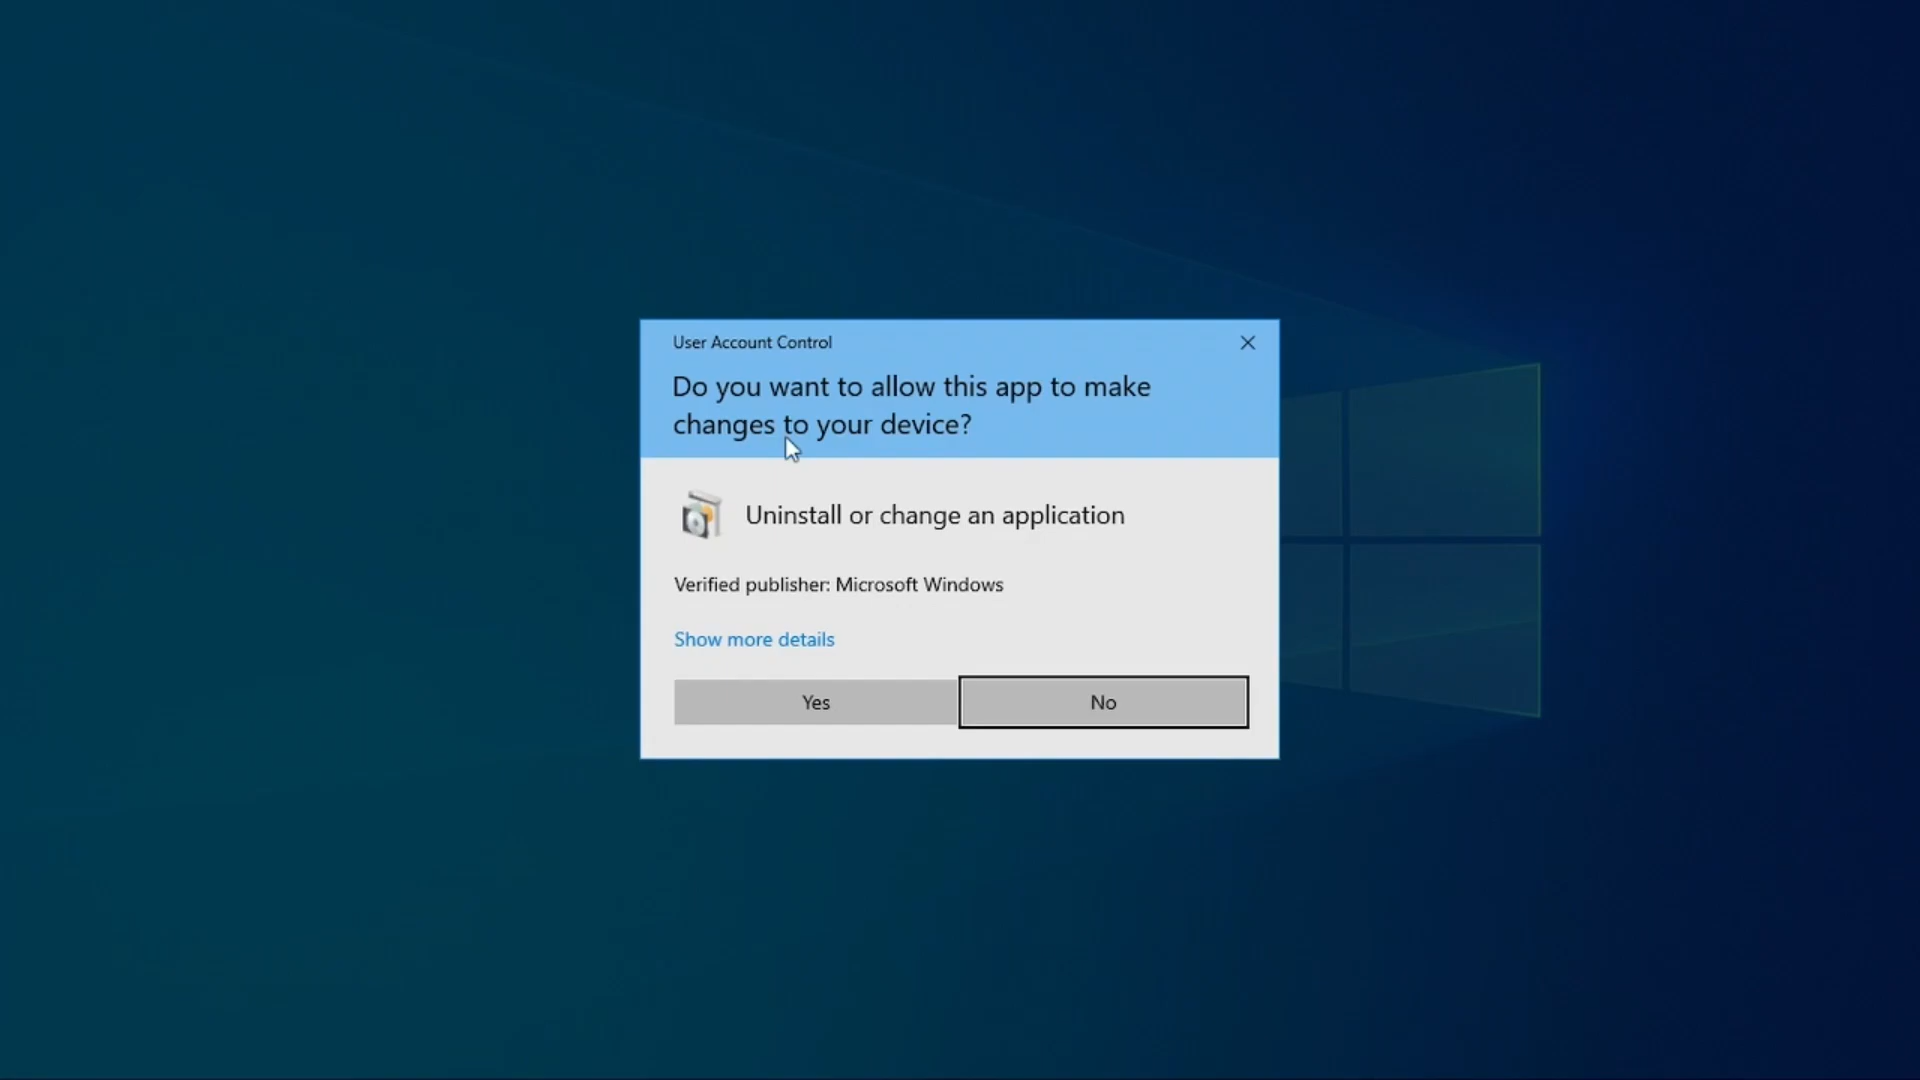 User Account Control
Do you want to allow this app to make
changes to your device?
Uninstall or change an application
Verified publisher: Microsoft Windows
Show more details
Yes
No